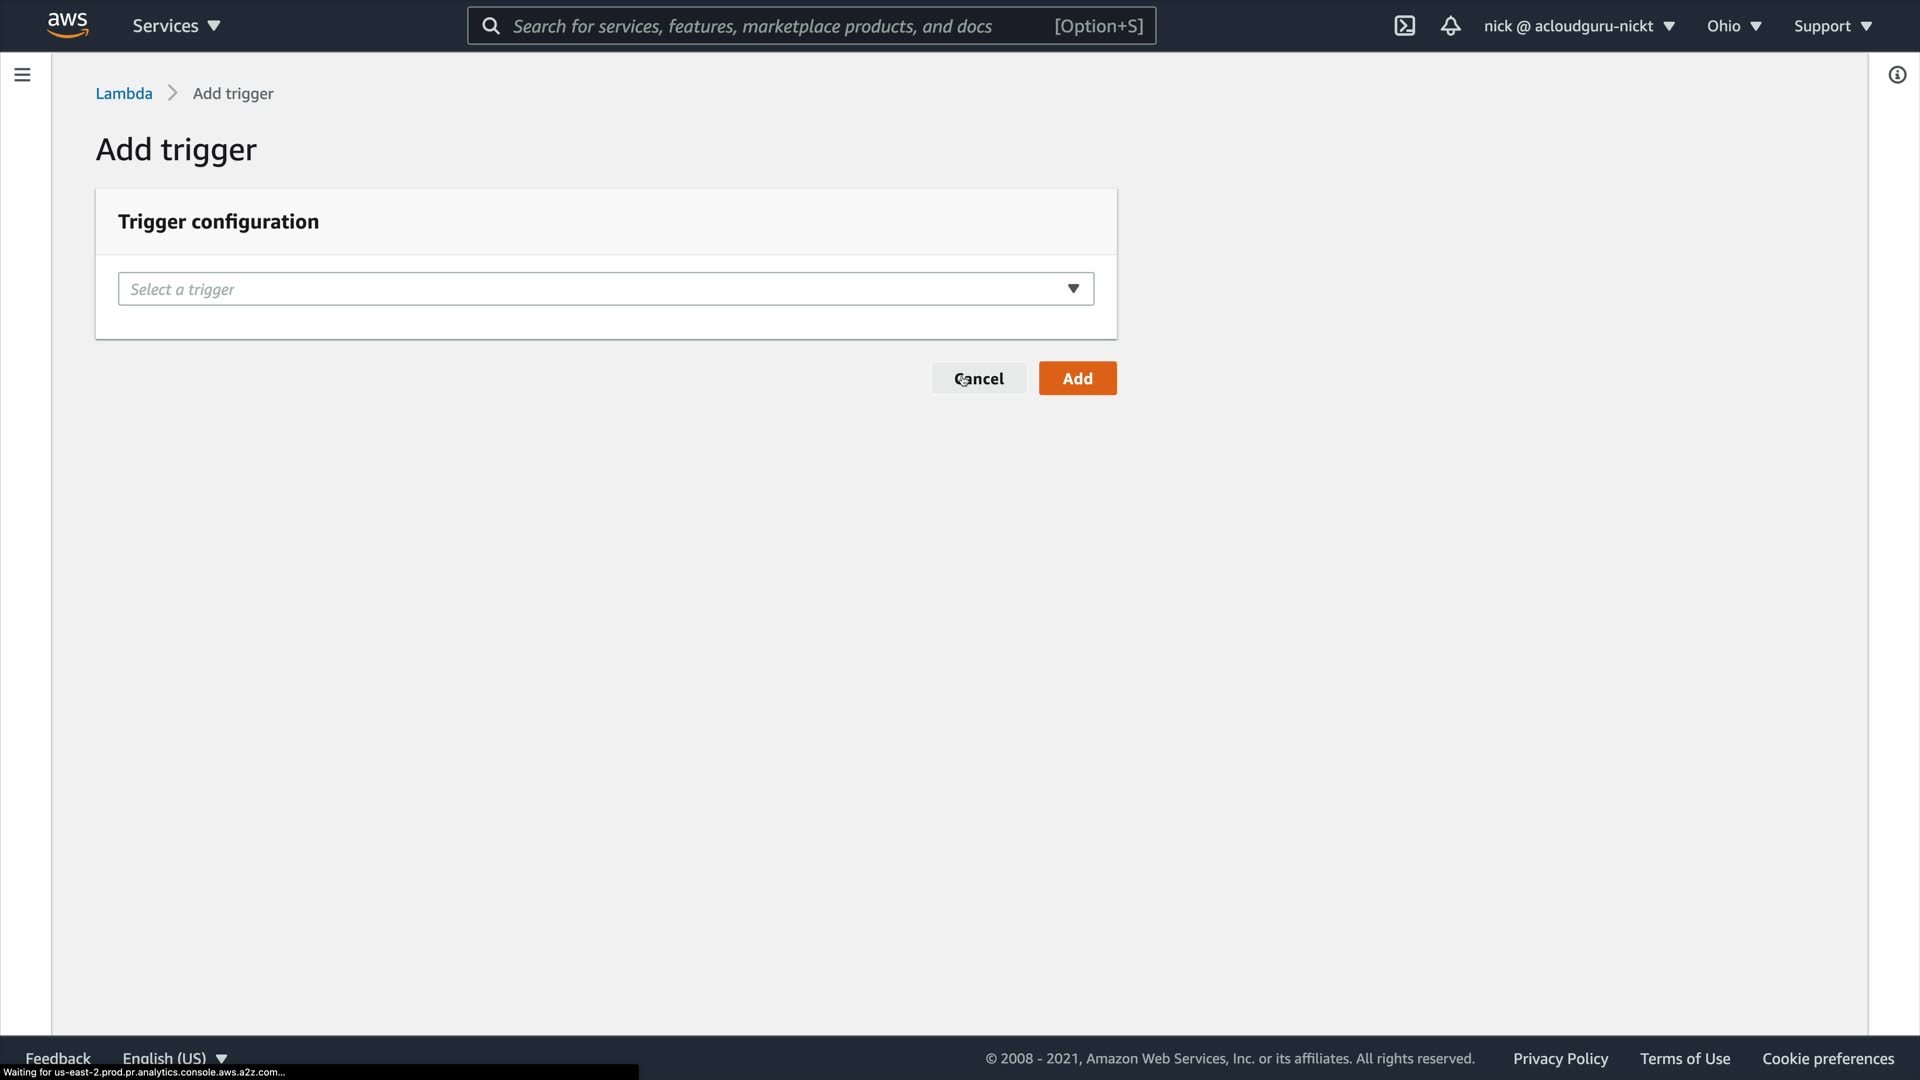 aws
Services
Search for services, features, marketplace products, and docs [Option+S]
nick @ acloudguru-nickt
Ohio
Support
Lambda
Add trigger
Add trigger
Trigger configuration
Select a trigger
Cancel
Add
Feedback
English (US)
© 2008 - 2021, Amazon Web Services, Inc. or its affiliates. All rights reserved.
Privacy Policy
Terms of Use
Cookie preferences
Waiting for us-east-2.prod.pr.analytics.console.aws.a2z.com...